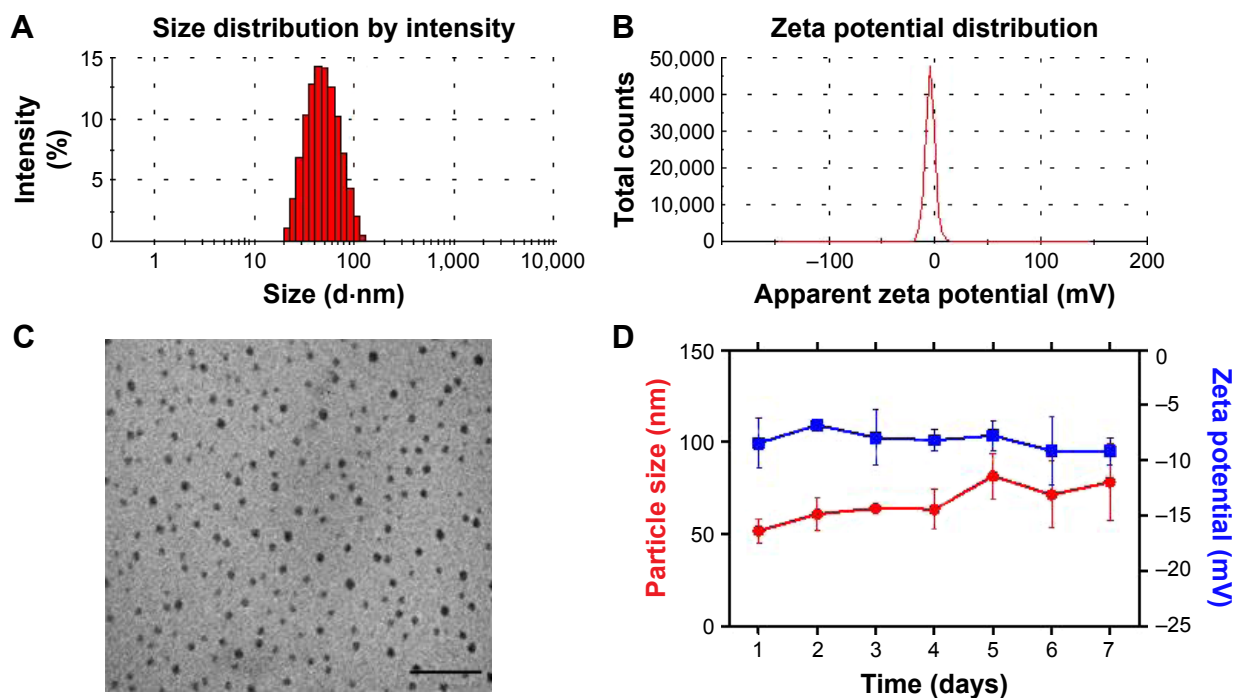 A
Size distribution by intensity
Intensity
(%)
15
10
5
0
1
10
100
1,000
10,000
Size (d·nm)
B
Zeta potential distribution
Total counts
50,000
40,000
30,000
20,000
10,000
0
–100
0
100
200
Apparent zeta potential (mV)
C
D
Particle size (nm)
150
100
50
0
1
2
3
4
5
6
7
Time (days)
0
–5
–10
–15
–20
–25
Zeta potential (mV)